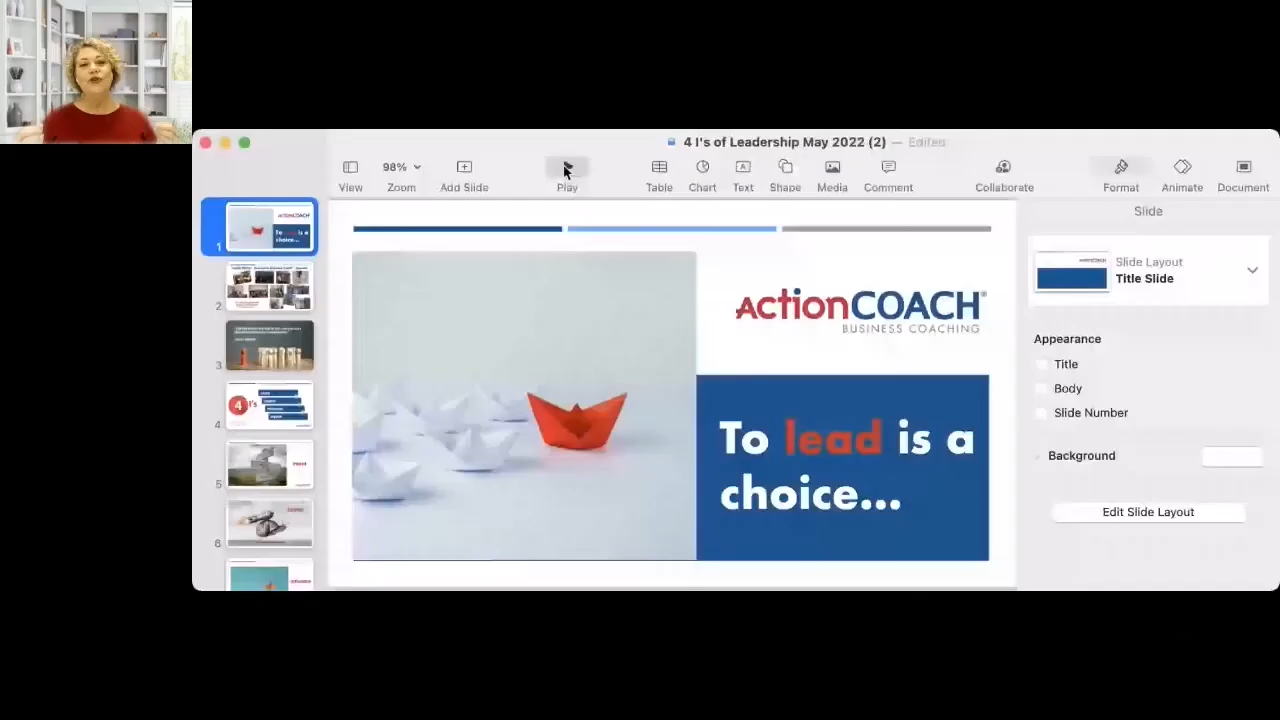 4 I's of Leadership May 2022 (2) — Edited
View
98%
Zoom
Add Slide
Play
Table
Chart
Text
Shape
Media
Comment
Collaborate
Format
Animate
Document
1
2
3
4
5
6
actionCOACH®
BUSINESS COACHING
To lead is a
choice...
Slide
Slide Layout
Title Slide
Appearance
Title
Body
Slide Number
Background
Edit Slide Layout